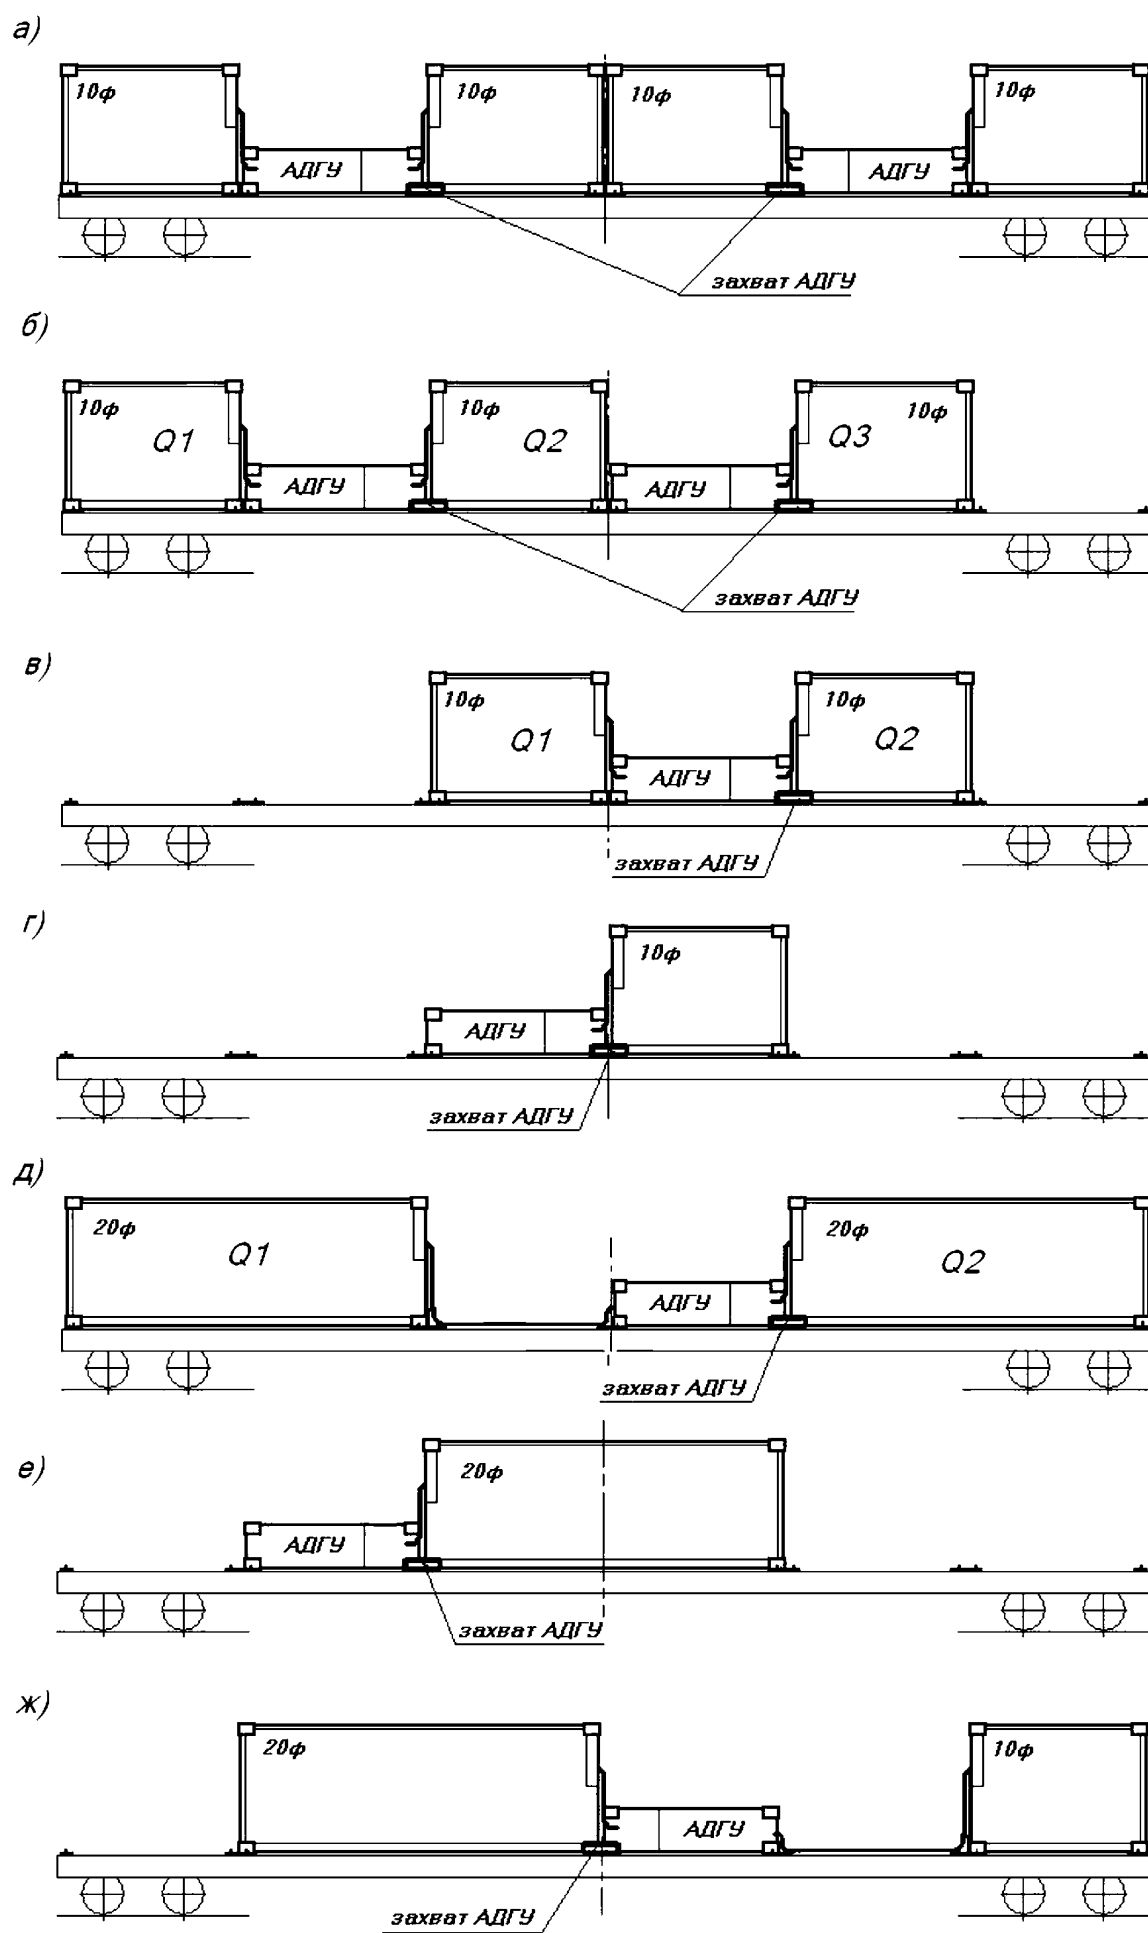 а)
10ф 10ф 10ф 10ф
АДГУ АДГУ
захват АДГУ
б)
10ф 10ф 10ф
Q1 Q2 Q3
АДГУ АДГУ
захват АДГУ
в)
10ф 10ф
Q1 Q2
АДГУ
захват АДГУ
г)
10ф
АДГУ
захват АДГУ
д)
20ф 20ф
Q1 Q2
АДГУ
захват АДГУ
е)
20ф
АДГУ
захват АДГУ
ж)
20ф 10ф
АДГУ
захват АДГУ